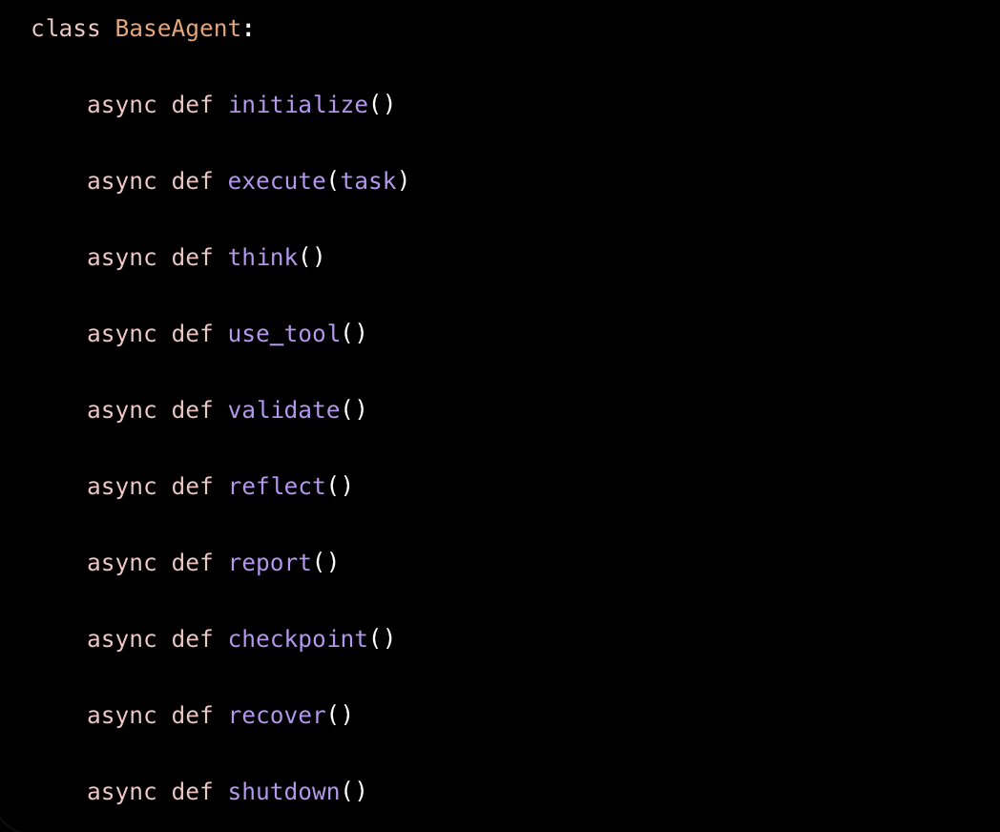 class BaseAgent:
    async def initialize()
    async def execute(task)
    async def think()
    async def use_tool()
    async def validate()
    async def reflect()
    async def report()
    async def checkpoint()
    async def recover()
    async def shutdown()